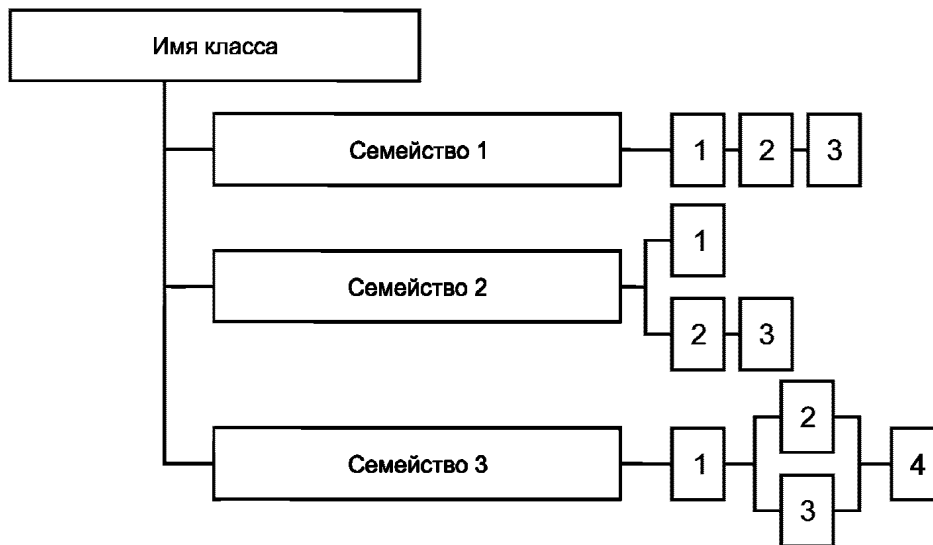 Имя класса
Семейство 1
1 2 3
Семейство 2
1
2 3
Семейство 3
1
2
3
4